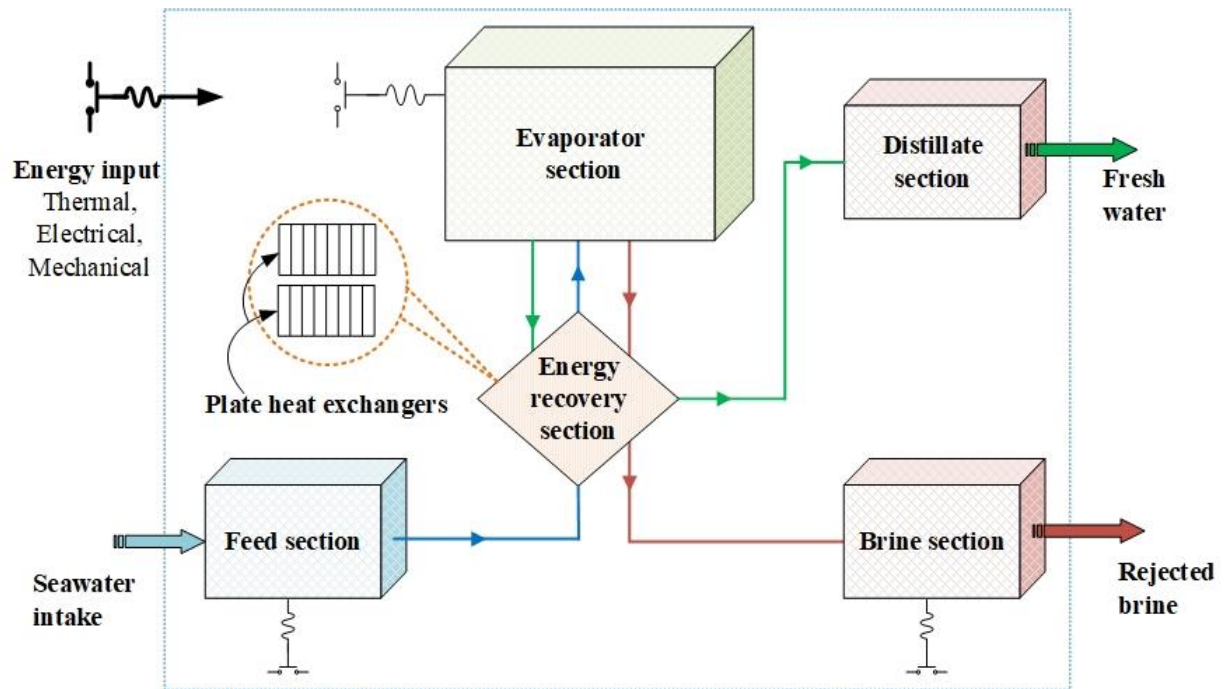 Energy input
Thermal,
Electrical,
Mechanical
Evaporator
section
Distillate
section
Fresh
water
Plate heat exchangers
Energy
recovery
section
Seawater
intake
Feed section
Brine section
Rejected
brine